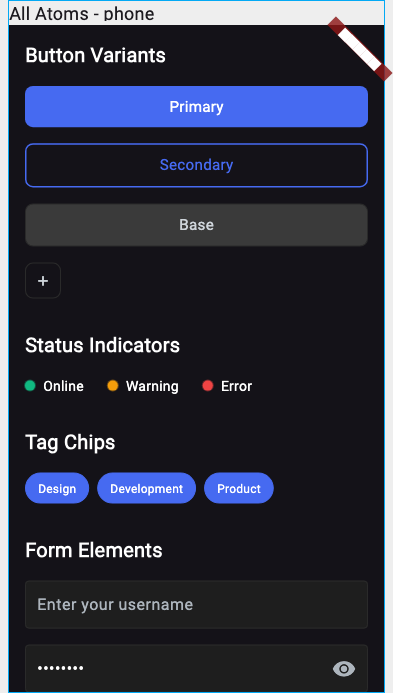 All Atoms - phone
Button Variants
Primary
Secondary
Base
+
Status Indicators
Online Warning Error
Tag Chips
Design Development Product
Form Elements
Enter your username
••••••••